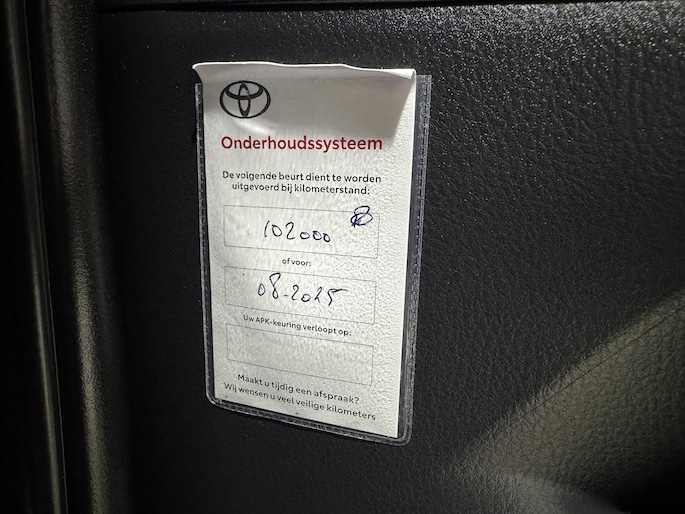 Onderhoudssysteem
De volgende beurt dient te worden
uitgevoerd bij kilometerstand:
102000
of voor:
08-2025
Uw APK-keuring verloopt op:
Maakt u tijdig een afspraak?
Wij wensen u veel veilige kilometers